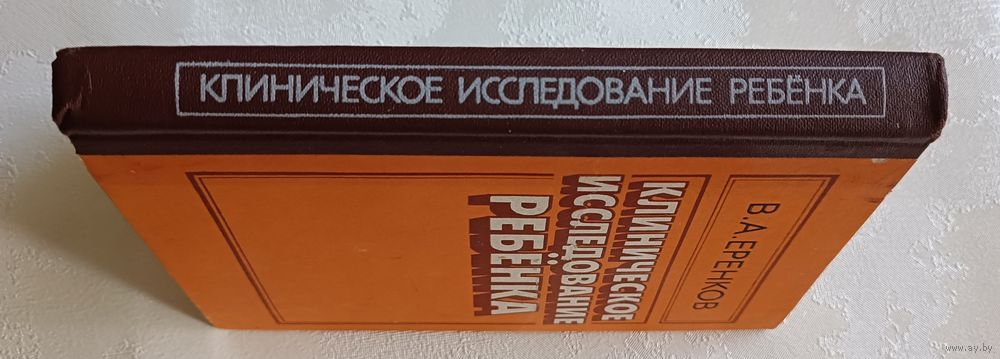 КЛИНИЧЕСКОЕ ИССЛЕДОВАНИЕ РЕБЁНКА
В.А.ЕРЕНКОВ
КЛИНИЧЕСКОЕ
ИССЛЕДОВАНИЕ
РЕБЁНКА
www.ay.by